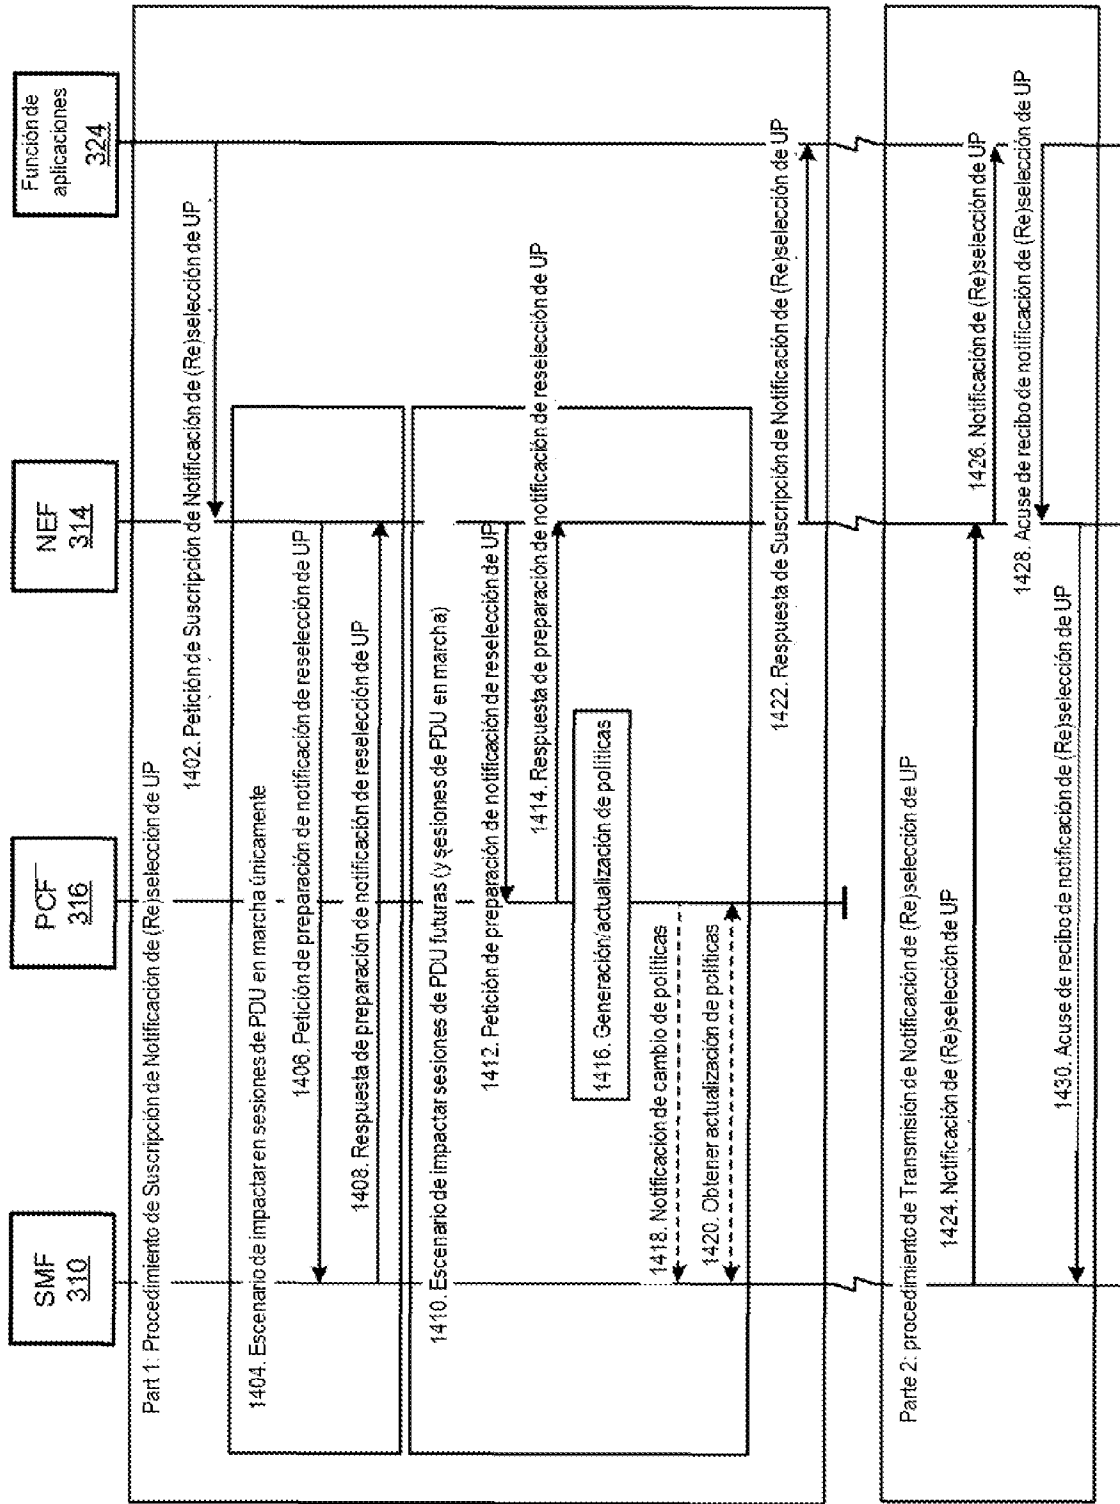 SMF
310
PCF
316
NEF
314
Función de
aplicaciones
324
Part 1: Procedimiento de Suscripción de Notificación de (Re)selección de UP
1402. Petición de Suscripción de Notificación de (Re)selección de UP
1404. Escenario de impactar en sesiones de PDU en marcha únicamente
1406. Petición de preparación de notificación de reselección de UP
1408. Respuesta de preparación de notificación de reselección de UP
1410. Escenario de impactar sesiones de PDU futuras (y sesiones de PDU en marcha)
1412. Petición de preparación de notificación de reselección de UP
1414. Respuesta de preparación de notificación de reselección de UP
1416. Generación/actualización de políticas
1418. Notificación de cambio de políticas
1420. Obtener actualización de políticas
1422. Respuesta de Suscripción de Notificación de (Re)selección de UP
Parte 2: procedimiento de Transmisión de Notificación de (Re)selección de UP
1424. Notificación de (Re)selección de UP
1426. Notificación de (Re)selección de UP
1428. Acuse de recibo de notificación de (Re)selección de UP
1430. Acuse de recibo de notificación de (Re)selección de UP